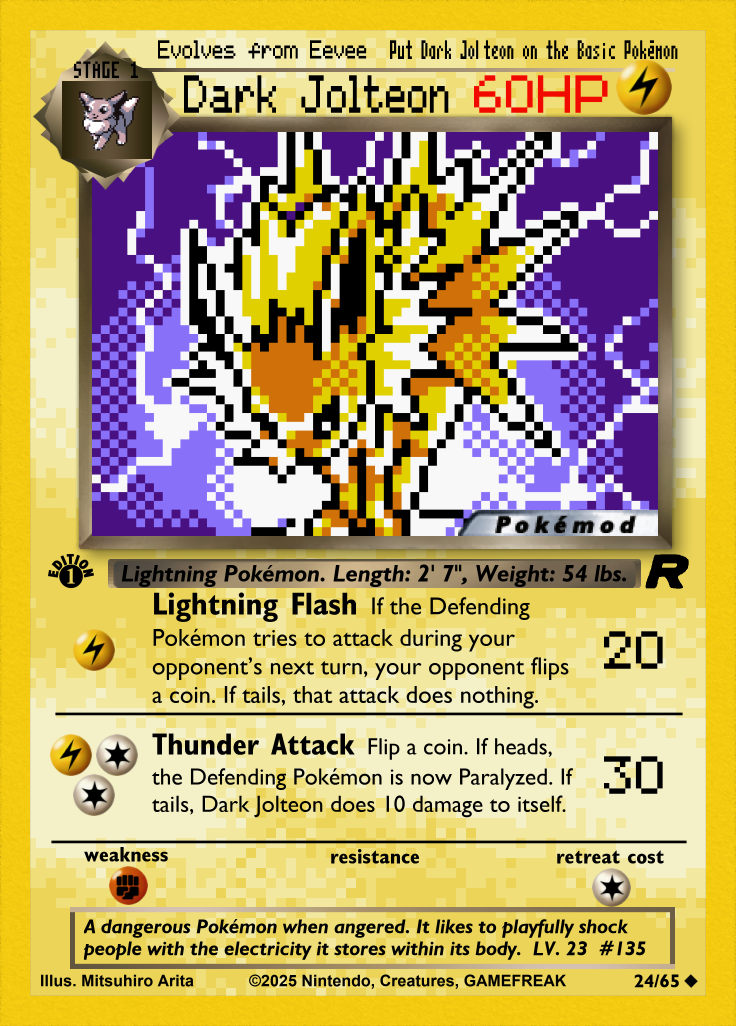 Evolves from Eevee Put Dark Jolteon on the Basic Pokémon
STAGE 1
Dark Jolteon 60HP
Pokémod
EDITION 1
Lightning Pokémon. Length: 2' 7", Weight: 54 lbs.
R
Lightning Flash If the Defending
Pokémon tries to attack during your
opponent's next turn, your opponent flips
a coin. If tails, that attack does nothing.
20
Thunder Attack Flip a coin. If heads,
the Defending Pokémon is now Paralyzed. If
tails, Dark Jolteon does 10 damage to itself.
30
weakness resistance retreat cost
A dangerous Pokémon when angered. It likes to playfully shock
people with the electricity it stores within its body. LV. 23 #135
Illus. Mitsuhiro Arita ©2025 Nintendo, Creatures, GAMEFREAK 24/65